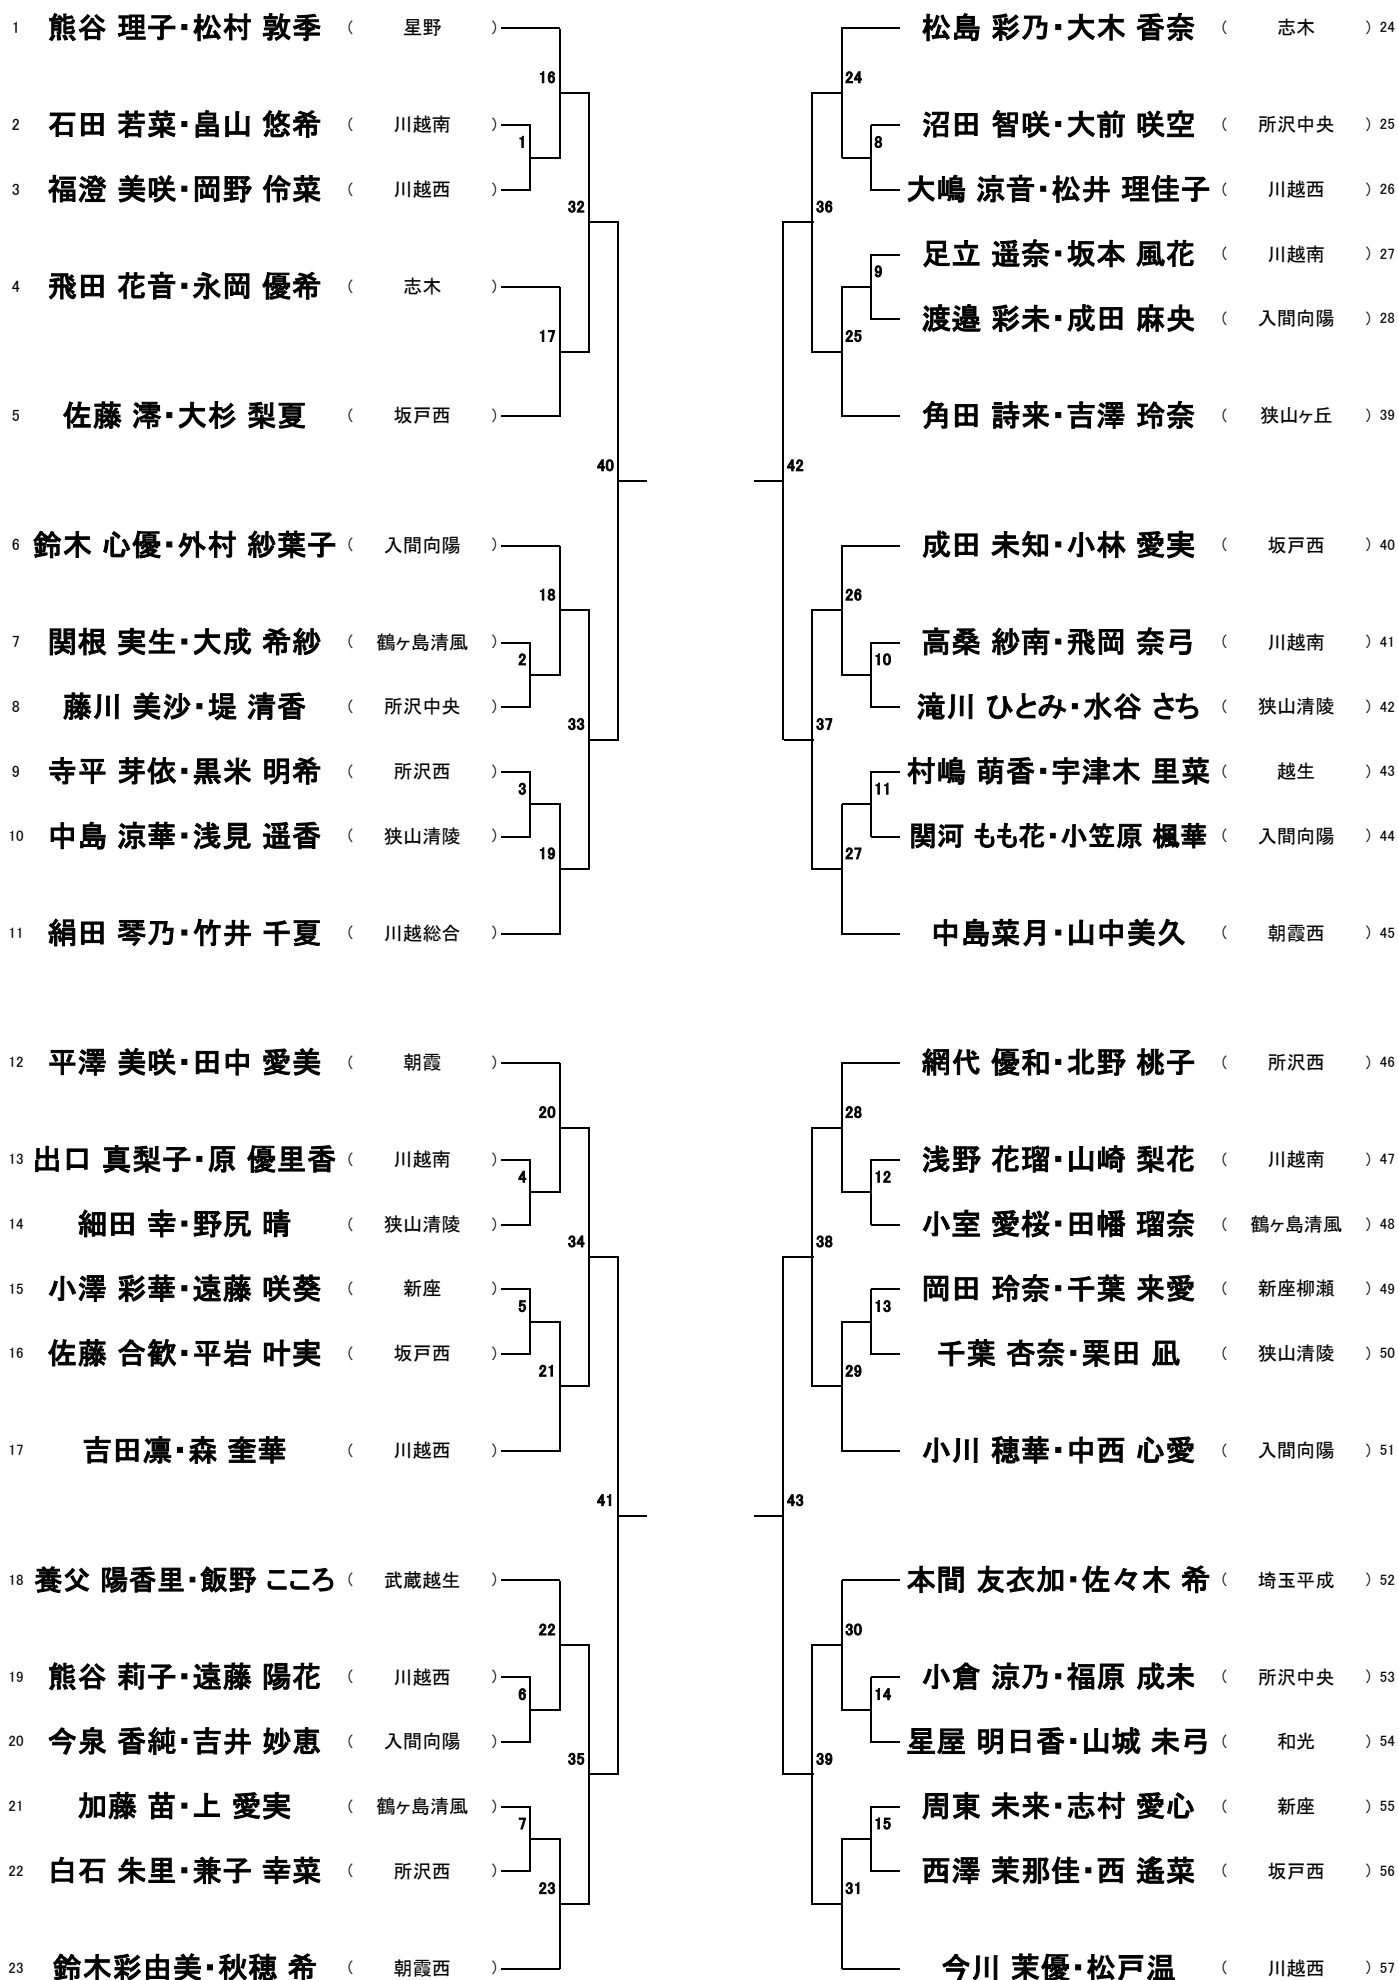 1 熊谷 理子・松村 敦季 （ 星野 ）
16
2 石田 若菜・畠山 悠希 （ 川越南 ）
1
3 福澄 美咲・岡野 伶菜 （ 川越西 ）
32
4 飛田 花音・永岡 優希 （ 志木 ）
17
5 佐藤 澪・大杉 梨夏 （ 坂戸西 ）
40
6 鈴木 心優・外村 紗葉子 （ 入間向陽 ）
18
7 関根 実生・大成 希紗 （ 鶴ヶ島清風 ）
2
8 藤川 美沙・堤 清香 （ 所沢中央 ）
33
9 寺平 芽依・黒米 明希 （ 所沢西 ）
3
10 中島 涼華・浅見 遥香 （ 狭山清陵 ）
19
11 絹田 琴乃・竹井 千夏 （ 川越総合 ）
12 平澤 美咲・田中 愛美 （ 朝霞 ）
20
13 出口 真梨子・原 優里香 （ 川越南 ）
4
14 細田 幸・野尻 晴 （ 狭山清陵 ）
34
15 小澤 彩華・遠藤 咲葵 （ 新座 ）
5
16 佐藤 合歓・平岩 叶実 （ 坂戸西 ）
21
17 吉田凛・森 奎華 （ 川越西 ）
41
18 養父 陽香里・飯野 こころ （ 武蔵越生 ）
22
19 熊谷 莉子・遠藤 陽花 （ 川越西 ）
6
20 今泉 香純・吉井 妙恵 （ 入間向陽 ）
35
21 加藤 苗・上 愛実 （ 鶴ヶ島清風 ）
7
22 白石 朱里・兼子 幸菜 （ 所沢西 ）
23
23 鈴木彩由美・秋穂 希 （ 朝霞西 ）
松島 彩乃・大木 香奈 （ 志木 ） 24
24
沼田 智咲・大前 咲空 （ 所沢中央 ） 25
8
大嶋 涼音・松井 理佳子 （ 川越西 ） 26
36
足立 遥奈・坂本 風花 （ 川越南 ） 27
9
渡邉 彩未・成田 麻央 （ 入間向陽 ） 28
25
角田 詩来・吉澤 玲奈 （ 狭山ヶ丘 ） 39
42
成田 未知・小林 愛実 （ 坂戸西 ） 40
26
高桑 紗南・飛岡 奈弓 （ 川越南 ） 41
10
滝川 ひとみ・水谷 さち （ 狭山清陵 ） 42
37
村嶋 萌香・宇津木 里菜 （ 越生 ） 43
11
関河 もも花・小笠原 楓華 （ 入間向陽 ） 44
27
中島菜月・山中美久 （ 朝霞西 ） 45
網代 優和・北野 桃子 （ 所沢西 ） 46
28
浅野 花瑠・山崎 梨花 （ 川越南 ） 47
12
小室 愛桜・田幡 瑠奈 （ 鶴ヶ島清風 ） 48
38
岡田 玲奈・千葉 来愛 （ 新座柳瀬 ） 49
13
千葉 杏奈・栗田 凪 （ 狭山清陵 ） 50
29
小川 穂華・中西 心愛 （ 入間向陽 ） 51
43
本間 友衣加・佐々木 希 （ 埼玉平成 ） 52
30
小倉 涼乃・福原 成未 （ 所沢中央 ） 53
14
星屋 明日香・山城 未弓 （ 和光 ） 54
39
周東 未来・志村 愛心 （ 新座 ） 55
15
西澤 茉那佳・西 遙菜 （ 坂戸西 ） 56
31
今川 茉優・松戸温 （ 川越西 ） 57